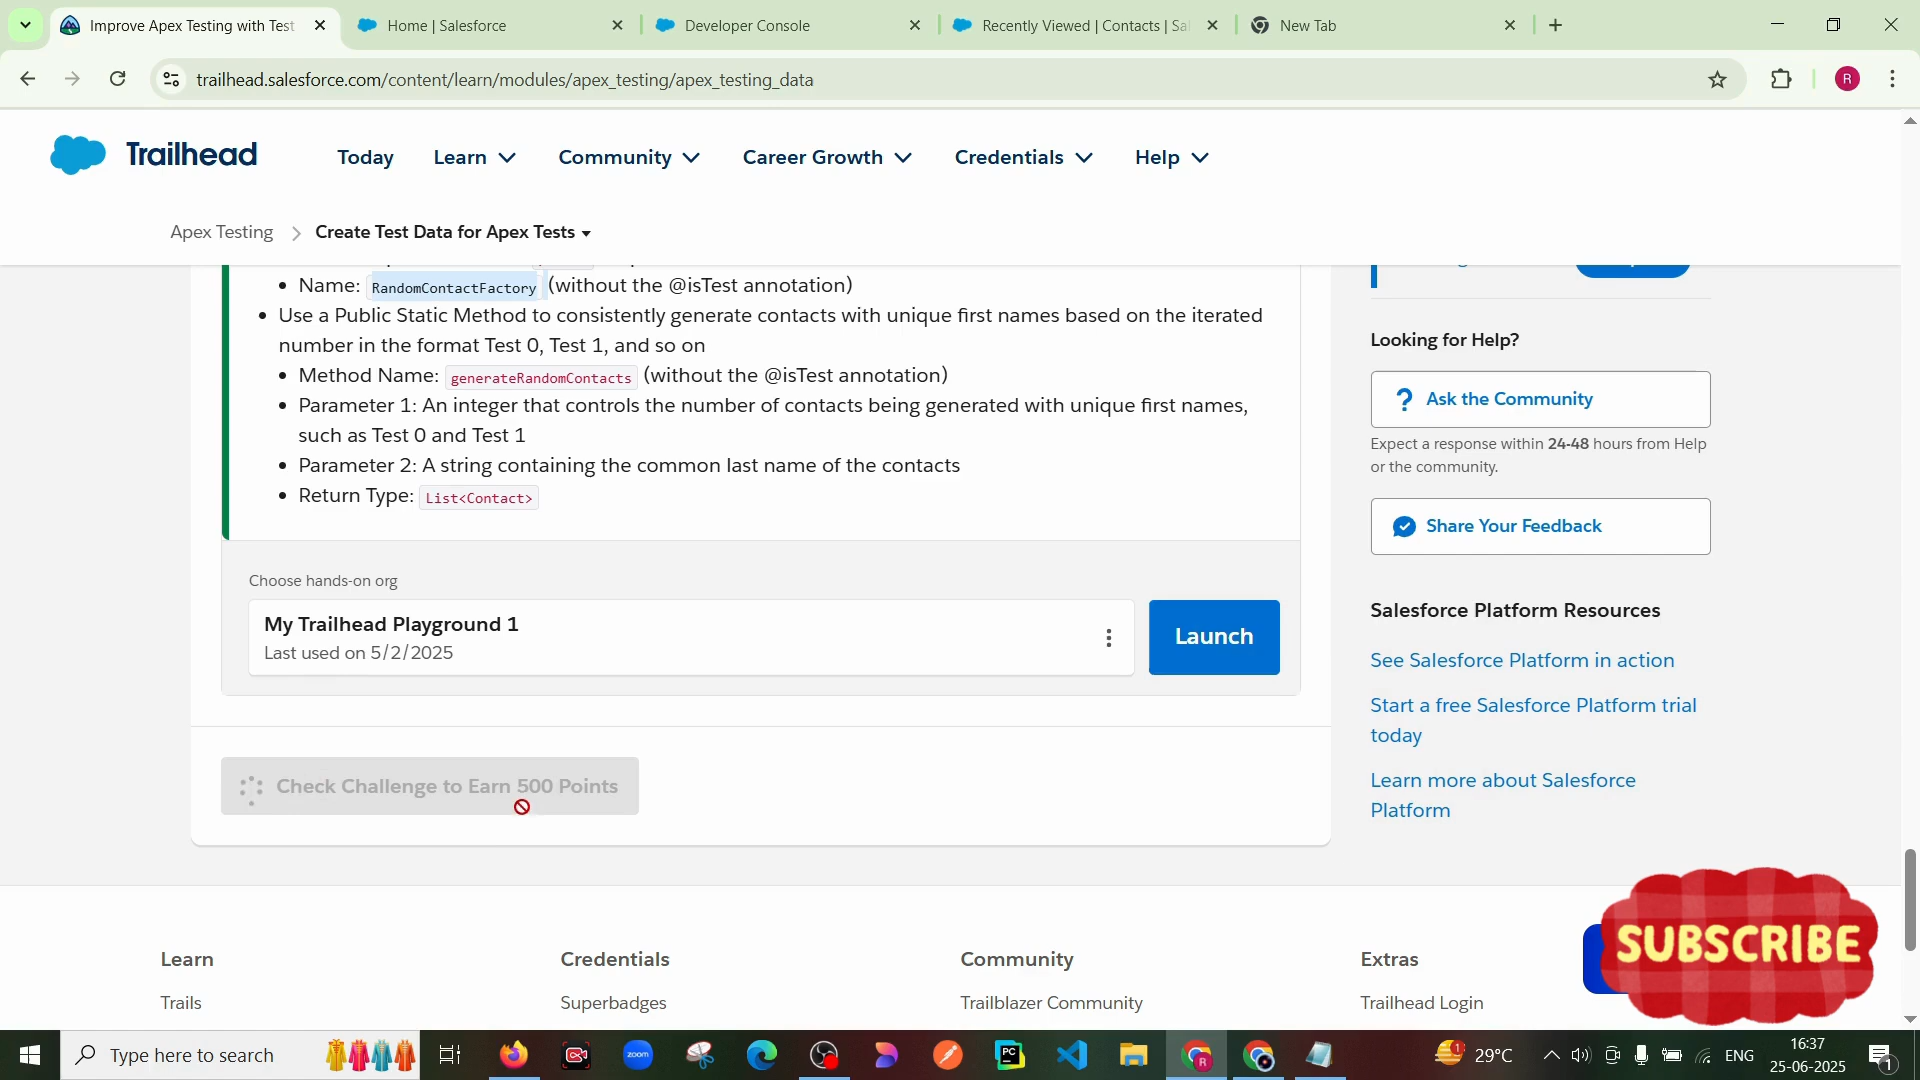 Improve Apex Testing with Test
Home | Salesforce
Developer Console
Recently Viewed | Contacts | Sal
New Tab
trailhead.salesforce.com/content/learn/modules/apex_testing/apex_testing_data
R
Trailhead
Today
Learn
Community
Career Growth
Credentials
Help
Apex Testing
Create Test Data for Apex Tests
Name: RandomContactFactory (without the @isTest annotation)
Use a Public Static Method to consistently generate contacts with unique first names based on the iterated
number in the format Test 0, Test 1, and so on
Method Name: generateRandomContacts (without the @isTest annotation)
Parameter 1: An integer that controls the number of contacts being generated with unique first names,
such as Test 0 and Test 1
Parameter 2: A string containing the common last name of the contacts
Return Type: List<Contact>
Choose hands-on org
My Trailhead Playground 1
Last used on 5/2/2025
Launch
Check Challenge to Earn 500 Points
Looking for Help?
Ask the Community
Expect a response within 24-48 hours from Help
or the community.
Share Your Feedback
Salesforce Platform Resources
See Salesforce Platform in action
Start a free Salesforce Platform trial
today
Learn more about Salesforce
Platform
SUBSCRIBE
Learn
Credentials
Community
Extras
Trails
Superbadges
Trailblazer Community
Trailhead Login
Type here to search
zoom
PC
R
1
29°C
ENG
16:37
25-06-2025
1